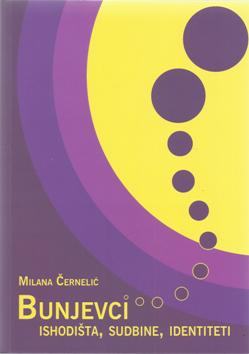 MILANA ČERNELIĆ
BUNJEVCI
ISHODIŠTA, SUDBINE, IDENTITETI